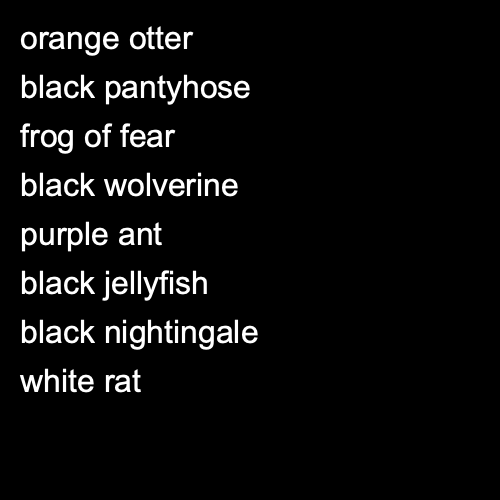 orange otter
black pantyhose
frog of fear
black wolverine
purple ant
black jellyfish
black nightingale
white rat